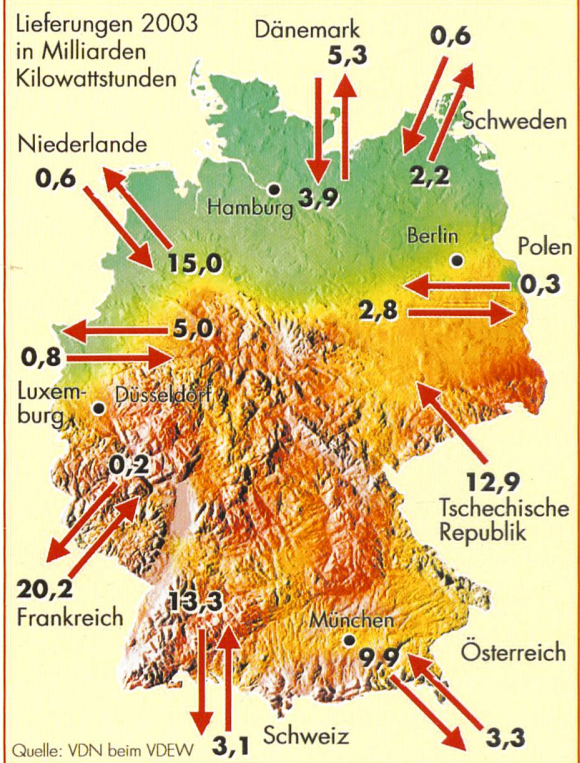 Lieferungen 2003
in Milliarden
Kilowattstunden
Dänemark
5,3
0,6
Schweden
2,2
Niederlande
0,6
Hamburg
3,9
15,0
Berlin
Polen
0,3
2,8
5,0
0,8
Luxem-
burg
Düsseldorf
0,2
12,9
Tschechische
Republik
20,2
Frankreich
13,3
München
9,9
Österreich
3,3
Schweiz
3,1
Quelle: VDN beim VDEW